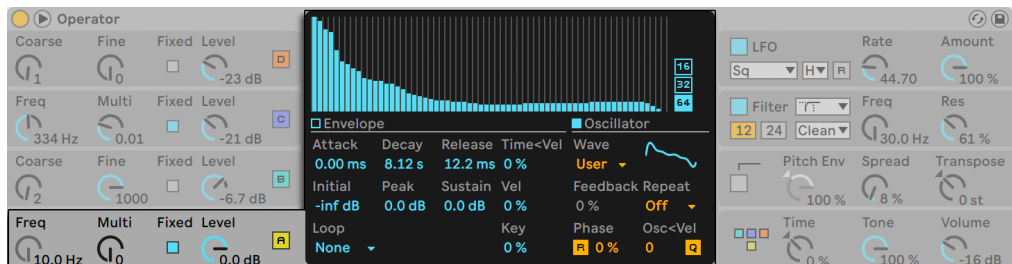 Operator
Coarse Fine Fixed Level
1 0 -23 dB D
Freq Multi Fixed Level
334 Hz 0.01 -21 dB C
Coarse Fine Fixed Level
2 1000 -6.7 dB B
Freq Multi Fixed Level
10.0 Hz 0 0.0 dB A
16
32
64
Envelope Oscillator
Attack Decay Release Time<Vel Wave
0.00 ms 8.12 s 12.2 ms 0 % User
Initial Peak Sustain Vel Feedback Repeat
-inf dB 0.0 dB 0.0 dB 0 % 0 % Off
Loop Key Phase Osc<Vel
None 0 % R 0 % 0 Q
LFO Rate Amount
Sq H R 44.70 100 %
Filter Freq Res
12 24 Clean 30.0 Hz 61 %
Pitch Env Spread Transpose
100 % 8 % 0 st
Time Tone Volume
0 % 100 % -16 dB